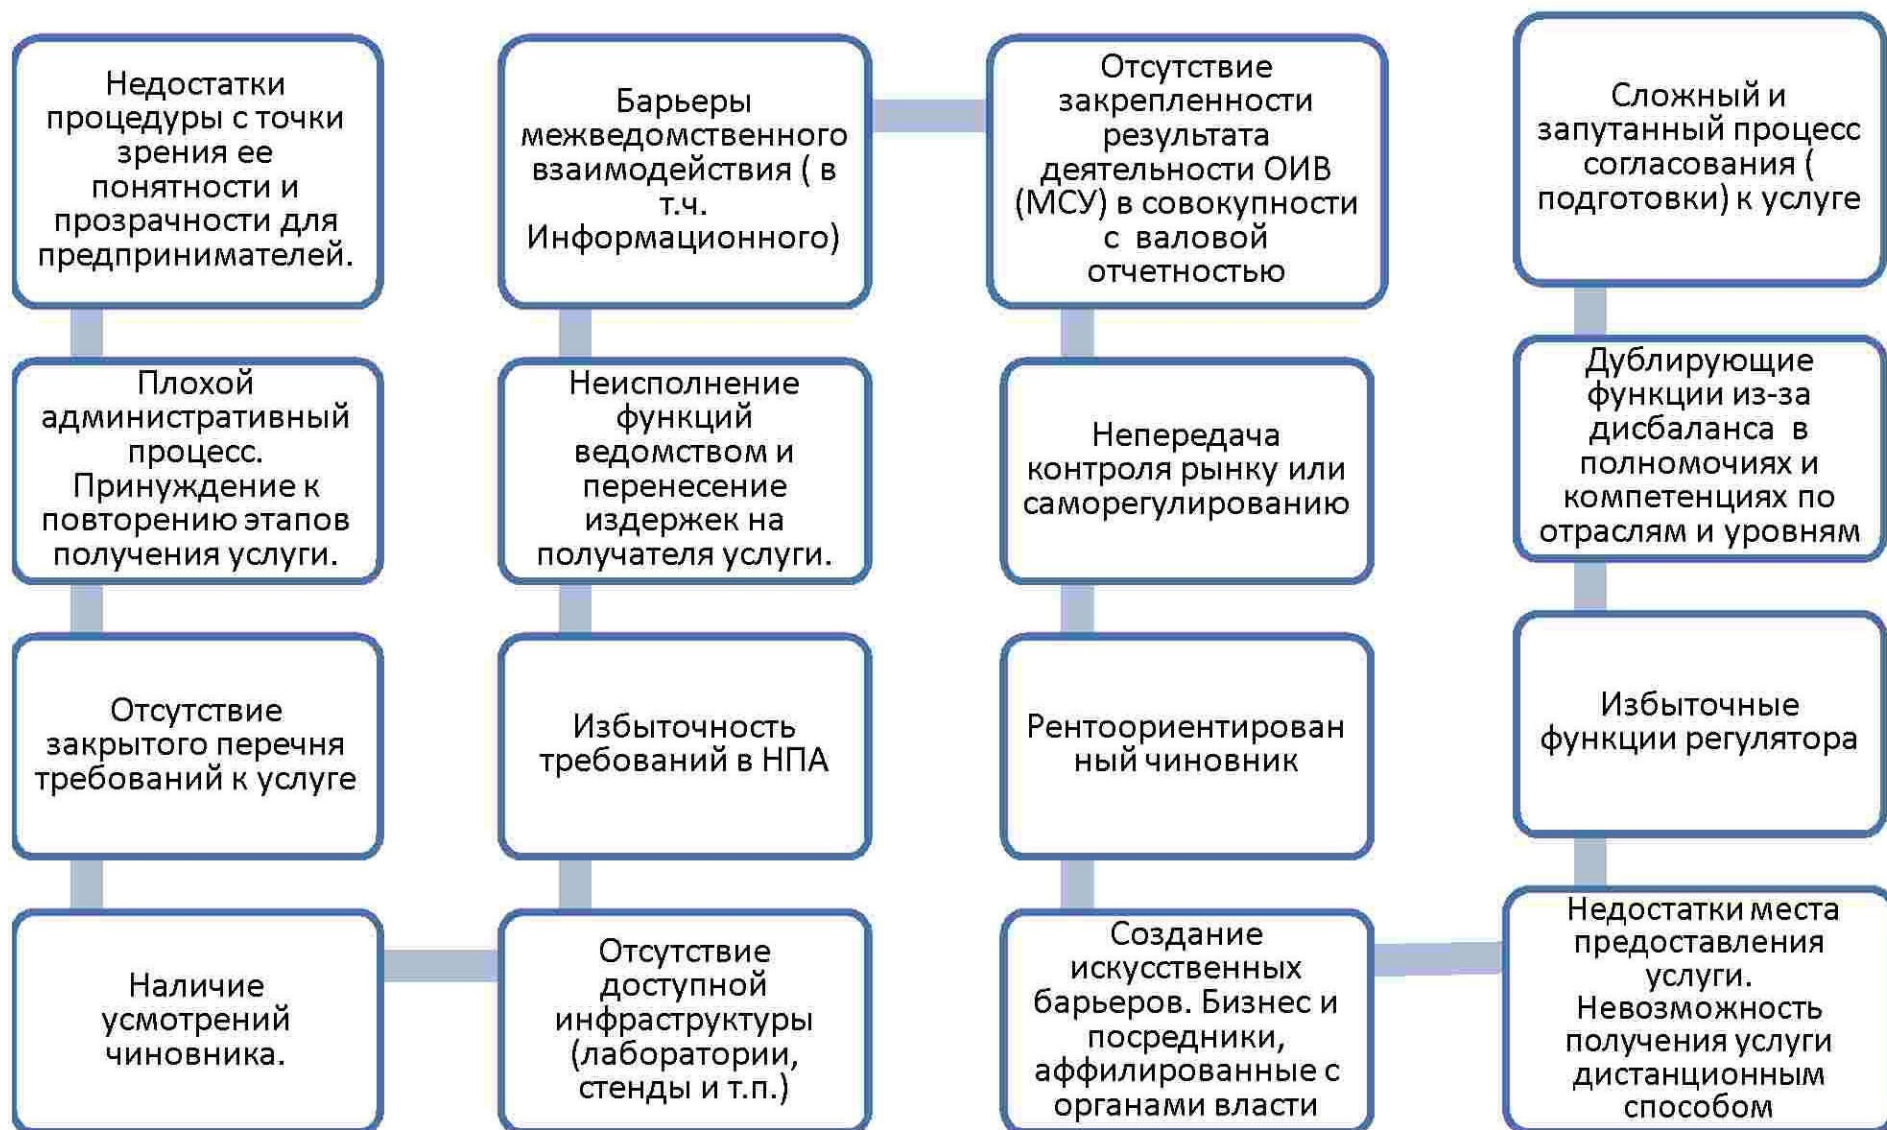 Недостатки
процедуры с точки
зрения ее
понятности и
прозрачности для
предпринимателей.
Плохой
административный
процесс.
Принуждение к
повторению этапов
получения услуги.
Отсутствие
закрытого перечня
требований к услуге
Наличие
усмотрений
чиновника.
Отсутствие
доступной
инфраструктуры
(лаборатории,
стенды и т.п.)
Избыточность
требований в НПА
Неисполнение
функций
ведомством и
перенесение
издержек на
получателя услуги.
Барьеры
межведомственного
взаимодействия ( в
т.ч.
Информационного)
Отсутствие
закрепленности
результата
деятельности ОИВ
(МСУ) в совокупности
с валовой
отчетностью
Непередача
контроля рынку или
саморегулированию
Рентоориентирован
ный чиновник
Создание
искусственных
барьеров. Бизнес и
посредники,
аффилированные с
органами власти
Недостатки места
предоставления
услуги.
Невозможность
получения услуги
дистанционным
способом
Избыточные
функции регулятора
Дублирующие
функции из-за
дисбаланса в
полномочиях и
компетенциях по
отраслям и уровням
Сложный и
запутанный процесс
согласования (
подготовки) к услуге